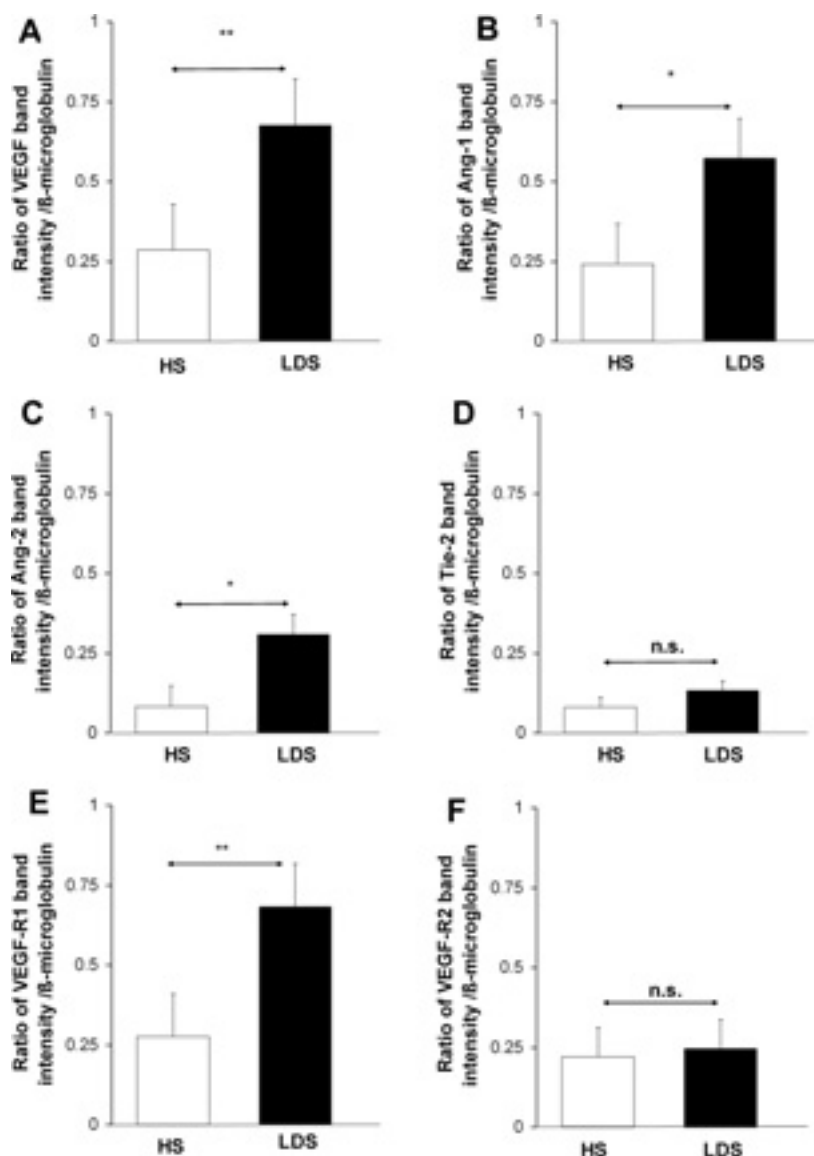 A
Ratio of VEGF band
intensity /ß-microglobulin
1
0.75
0.5
0.25
0
**
HS
LDS
B
Ratio of Ang-1 band
intensity /ß-microglobulin
1
0.75
0.5
0.25
0
*
HS
LDS
C
Ratio of Ang-2 band
intensity /ß-microglobulin
1
0.75
0.5
0.25
0
*
HS
LDS
D
Ratio of Tie-2 band
intensity /ß-microglobulin
1
0.75
0.5
0.25
0
n.s.
HS
LDS
E
Ratio of VEGF-R1 band
intensity /ß-microglobulin
1
0.75
0.5
0.25
0
**
HS
LDS
F
Ratio of VEGF-R2 band
intensity /ß-microglobulin
1
0.75
0.5
0.25
0
n.s.
HS
LDS